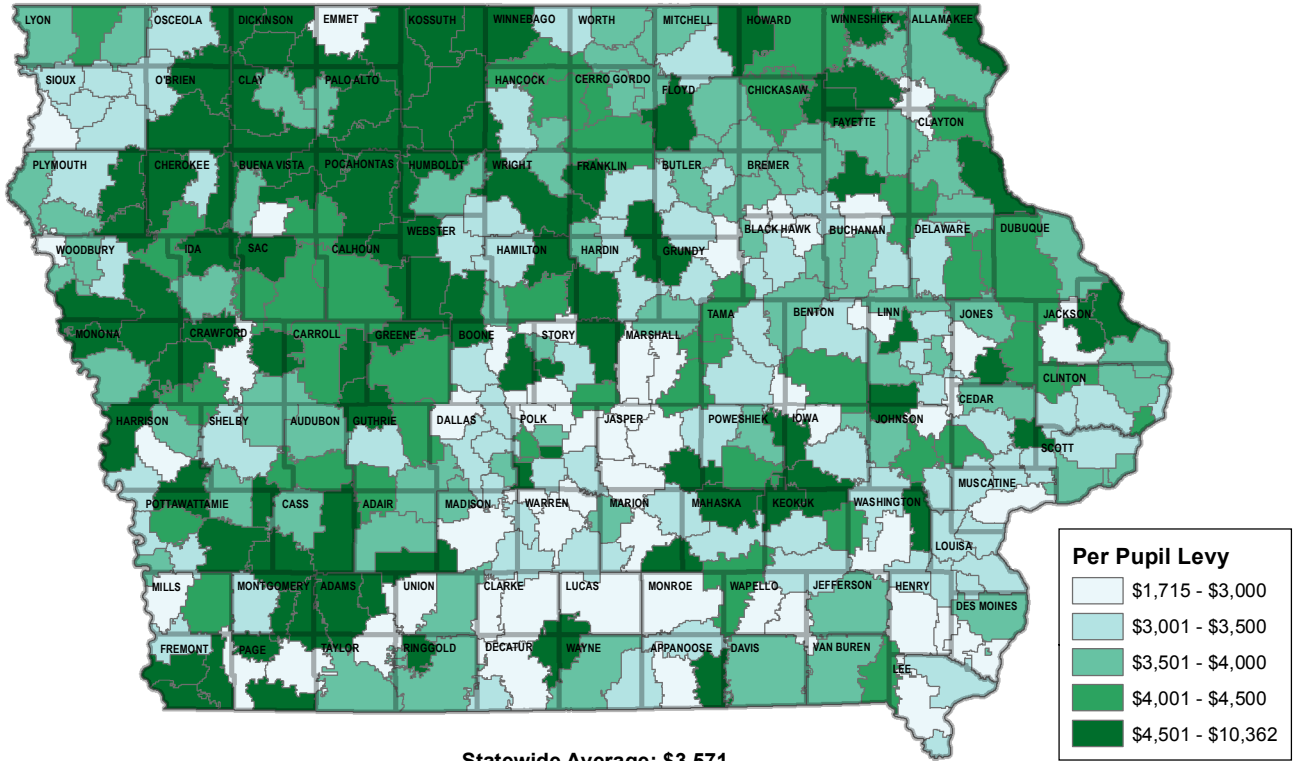 LYON OSCEOLA DICKINSON EMMET KOSSUTH WINNEBAGO WORTH MITCHELL HOWARD WINNESHIEK ALLAMAKEE
SIOUX O'BRIEN CLAY PALO ALTO HANCOCK CERRO GORDO FLOYD CHICKASAW
FAYETTE CLAYTON
PLYMOUTH CHEROKEE BUENA VISTA POCAHONTAS HUMBOLDT WRIGHT FRANKLIN BUTLER BREMER
WOODBURY IDA SAC CALHOUN WEBSTER HAMILTON HARDIN GRUNDY BLACK HAWK BUCHANAN DELAWARE DUBUQUE
MONONA CRAWFORD CARROLL GREENE BOONE STORY MARSHALL TAMA BENTON LINN JONES JACKSON
CLINTON
CEDAR
HARRISON SHELBY AUDUBON GUTHRIE DALLAS POLK JASPER POWESHIEK IOWA JOHNSON
SCOTT
MUSCATINE
POTTAWATTAMIE CASS ADAIR MADISON WARREN MARION MAHASKA KEOKUK WASHINGTON
LOUISA
MILLS MONTGOMERY ADAMS UNION CLARKE LUCAS MONROE WAPELLO JEFFERSON HENRY
DES MOINES
FREMONT PAGE TAYLOR RINGGOLD DECATUR WAYNE APPANOOSE DAVIS VAN BUREN
LEE
Per Pupil Levy
$1,715 - $3,000
$3,001 - $3,500
$3,501 - $4,000
$4,001 - $4,500
$4,501 - $10,362
Statewide Average: $3,571